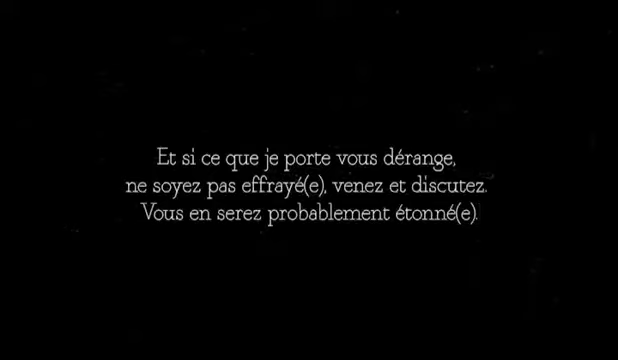 Et si ce que je porte vous dérange,
ne soyez pas effrayé(e), venez et discutez.
Vous en serez probablement étonné(e).